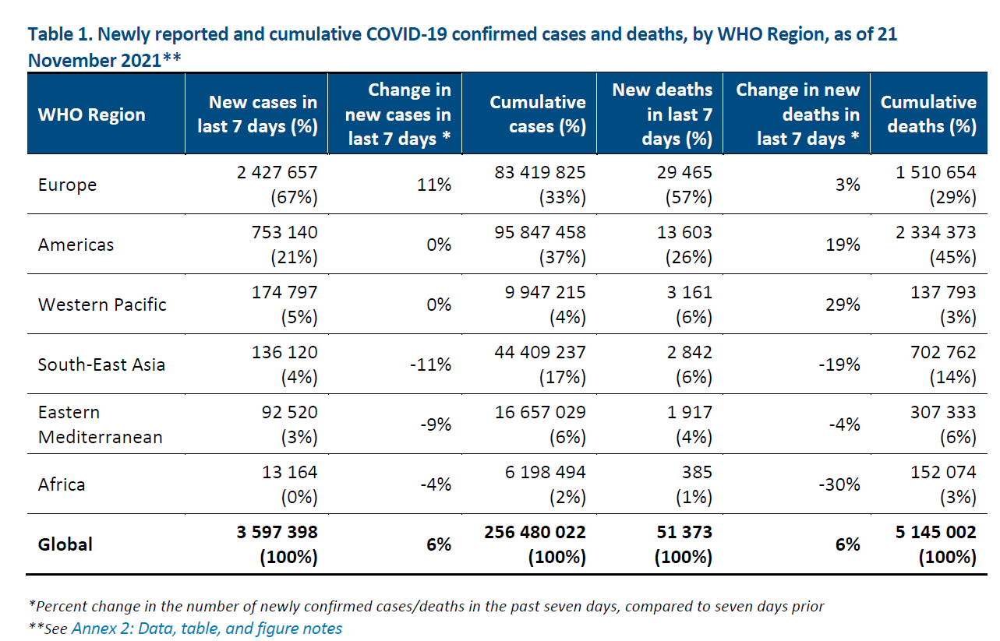 Table 1. Newly reported and cumulative COVID-19 confirmed cases and deaths, by WHO Region, as of 21
November 2021**
WHO Region
New cases in
last 7 days (%)
Change in
new cases in
last 7 days *
Cumulative
cases (%)
New deaths
in last 7
days (%)
Change in new
deaths in
last 7 days *
Cumulative
deaths (%)
Europe
2 427 657
(67%)
11%
83 419 825
(33%)
29 465
(57%)
3%
1 510 654
(29%)
Americas
753 140
(21%)
0%
95 847 458
(37%)
13 603
(26%)
19%
2 334 373
(45%)
Western Pacific
174 797
(5%)
0%
9 947 215
(4%)
3 161
(6%)
29%
137 793
(3%)
South-East Asia
136 120
(4%)
-11%
44 409 237
(17%)
2 842
(6%)
-19%
702 762
(14%)
Eastern
Mediterranean
92 520
(3%)
-9%
16 657 029
(6%)
1 917
(4%)
-4%
307 333
(6%)
Africa
13 164
(0%)
-4%
6 198 494
(2%)
385
(1%)
-30%
152 074
(3%)
Global
3 597 398
(100%)
6%
256 480 022
(100%)
51 373
(100%)
6%
5 145 002
(100%)
*Percent change in the number of newly confirmed cases/deaths in the past seven days, compared to seven days prior
**See Annex 2: Data, table, and figure notes